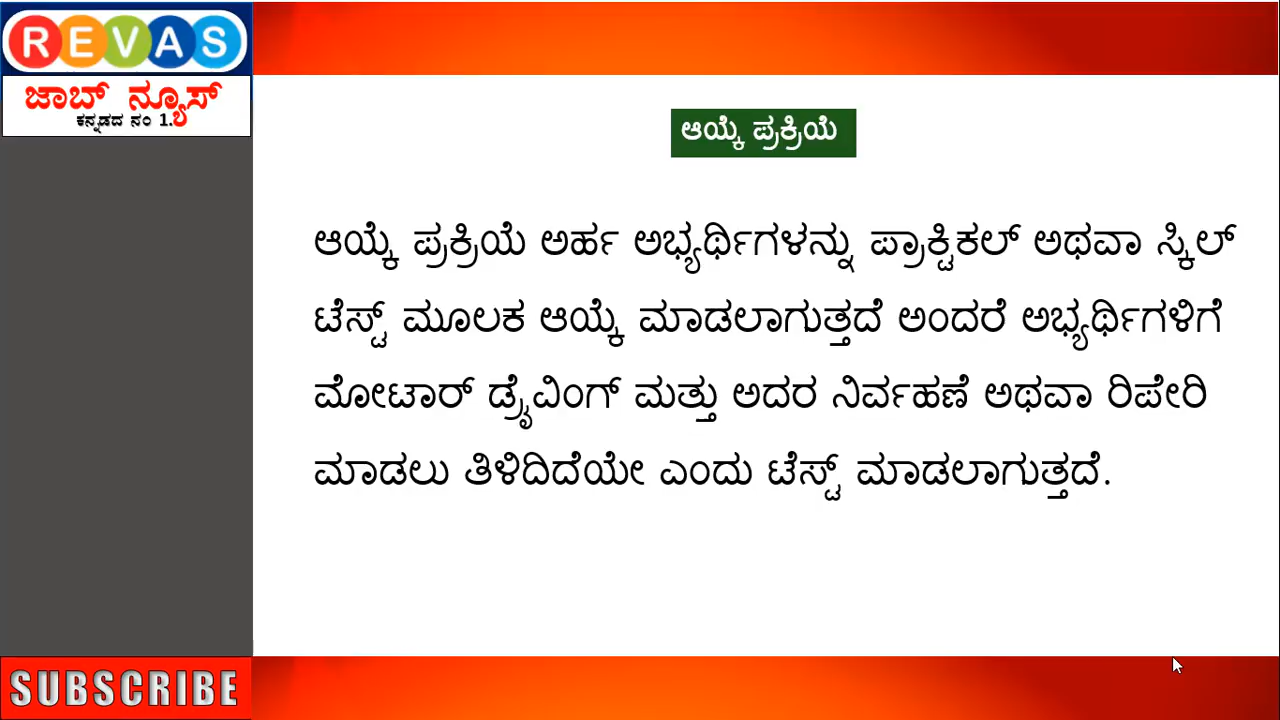 REVAS
ಜಾಬ್ ನ್ಯೂಸ್
ಕನ್ನಡದ ನಂ 1.
ಆಯ್ಕೆ ಪ್ರಕ್ರಿಯೆ
ಆಯ್ಕೆ ಪ್ರಕ್ರಿಯೆ ಅರ್ಹ ಅಭ್ಯರ್ಥಿಗಳನ್ನು ಪ್ರಾಕ್ಟಿಕಲ್ ಅಥವಾ ಸ್ಕಿಲ್
ಟೆಸ್ಟ್ ಮೂಲಕ ಆಯ್ಕೆ ಮಾಡಲಾಗುತ್ತದೆ ಅಂದರೆ ಅಭ್ಯರ್ಥಿಗಳಿಗೆ
ಮೋಟಾರ್ ಡ್ರೈವಿಂಗ್ ಮತ್ತು ಅದರ ನಿರ್ವಹಣೆ ಅಥವಾ ರಿಪೇರಿ
ಮಾಡಲು ತಿಳಿದಿದೆಯೇ ಎಂದು ಟೆಸ್ಟ್ ಮಾಡಲಾಗುತ್ತದೆ.
SUBSCRIBE